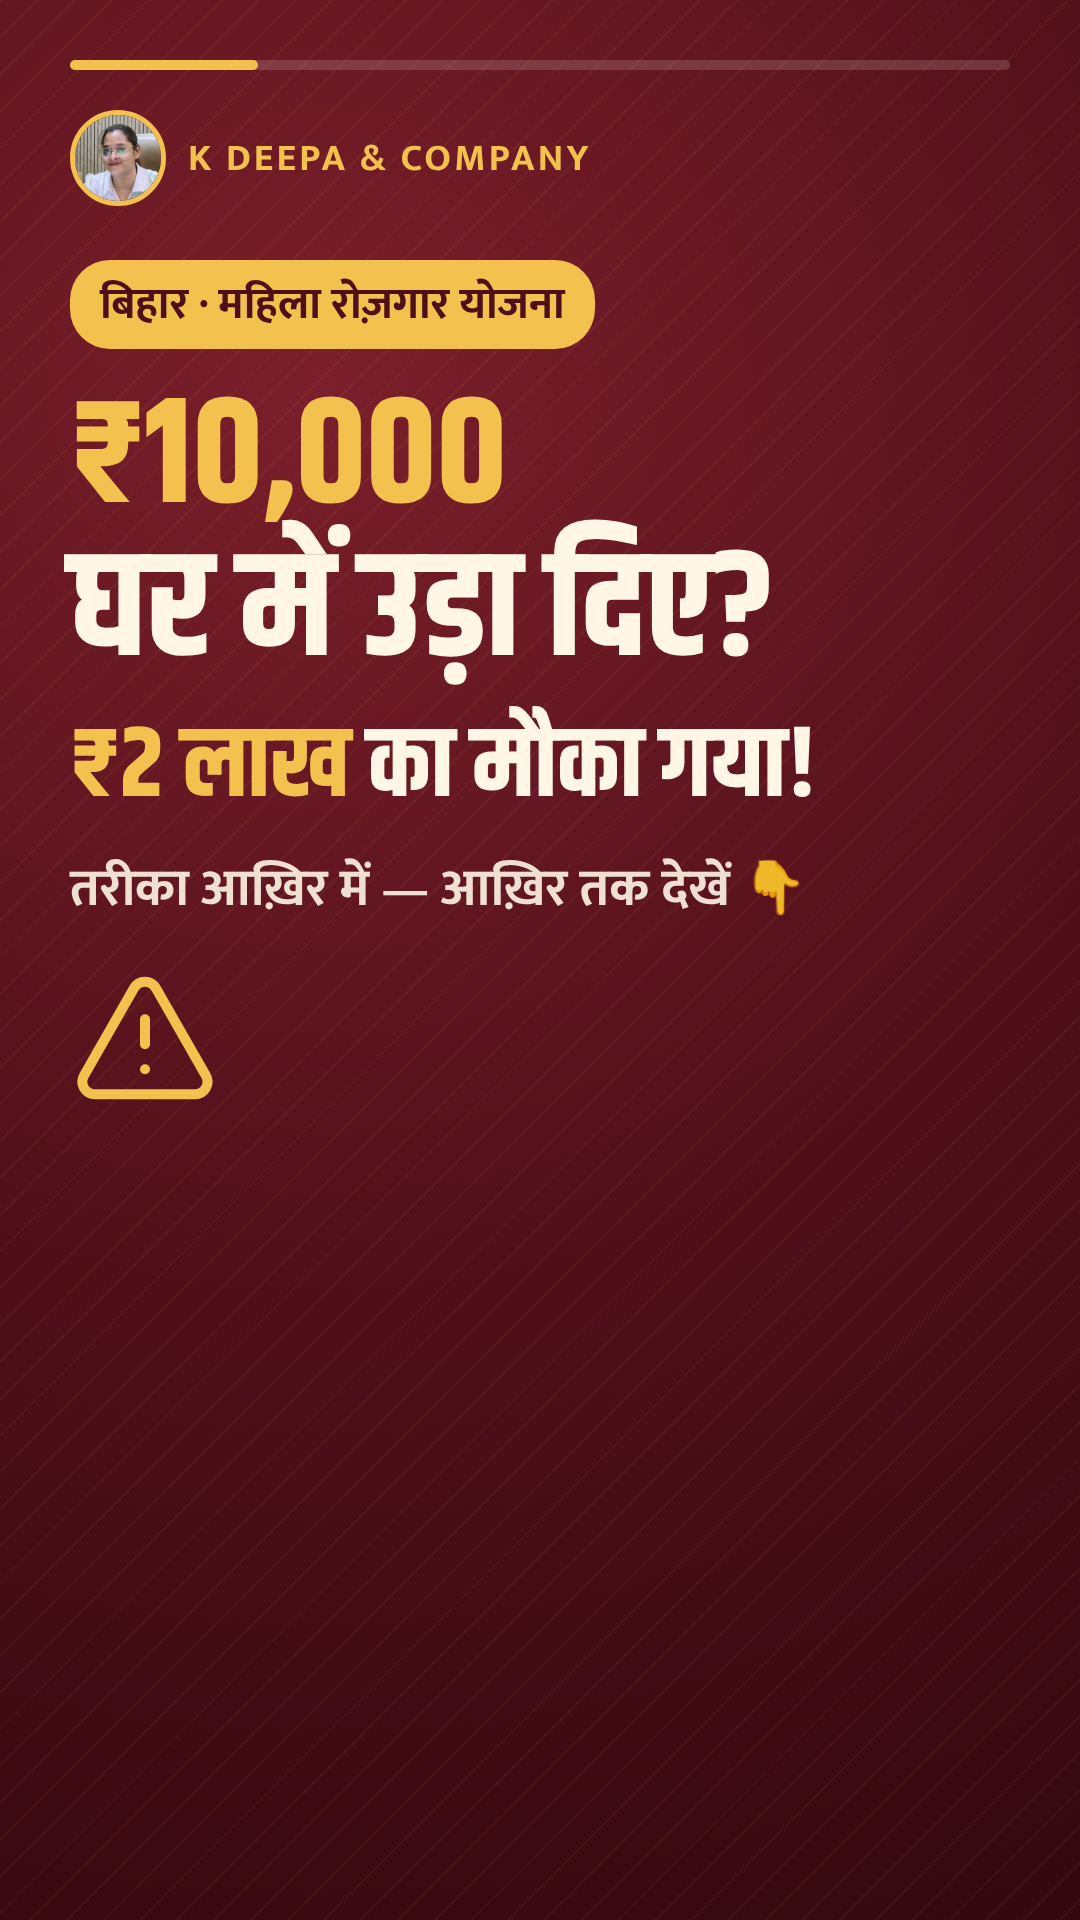 K DEEPA & COMPANY
बिहार · महिला रोज़गार योजना
₹10,000
घर में उड़ा दिए?
₹2 लाख का मौका गया!
तरीका आख़िर में — आख़िर तक देखें 👇